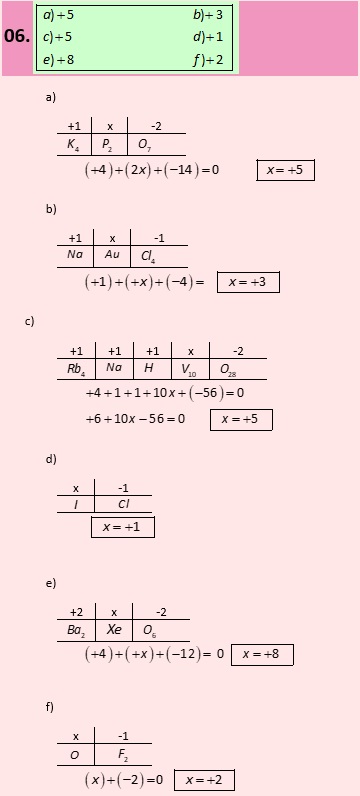 06.
a)+5 b)+3
c)+5 d)+1
e)+8 f)+2
a)
+1 x -2
K₄ P₂ O₇
(+4)+(2x)+(−14)=0 x=+5
b)
+1 x -1
Na Au Cl₄
(+1)+(+x)+(−4)= x=+3
c)
+1 +1 +1 x -2
Rb₄ Na H V₁₀ O₂₈
+4+1+1+10x+(−56)=0
+6+10x−56=0 x=+5
d)
x -1
I Cl
x=+1
e)
+2 x -2
Ba₂ Xe O₆
(+4)+(+x)+(−12)= 0 x=+8
f)
x -1
O F₂
(x)+(−2)=0 x=+2